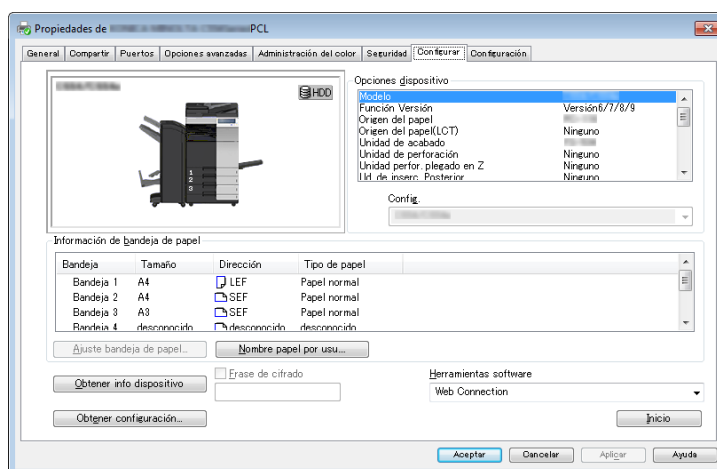 Propiedades de PCL
General Compartir Puertos Opciones avanzadas Administración del color Seguridad Configurar Configuración
HDD
1
2
3
Opciones dispositivo
Modelo
Función Versión Versión6/7/8/9
Origen del papel
Origen del papel(LCT) Ninguno
Unidad de acabado
Unidad de perforación Ninguno
Unidad perfor. plegado en Z Ninguno
Ud. de inserc. Posterior Ninguno
Config.
Información de bandeja de papel
Bandeja Tamaño Dirección Tipo de papel
Bandeja 1 A4 LEF Papel normal
Bandeja 2 A4 SEF Papel normal
Bandeja 3 A3 SEF Papel normal
Bandeja 4 desconocido desconocido desconocido
Ajuste bandeja de papel... Nombre papel por usu...
Obtener info dispositivo
Frase de cifrado
Herramientas software
Web Connection
Obtener configuración...
Inicio
Aceptar Cancelar Aplicar Ayuda